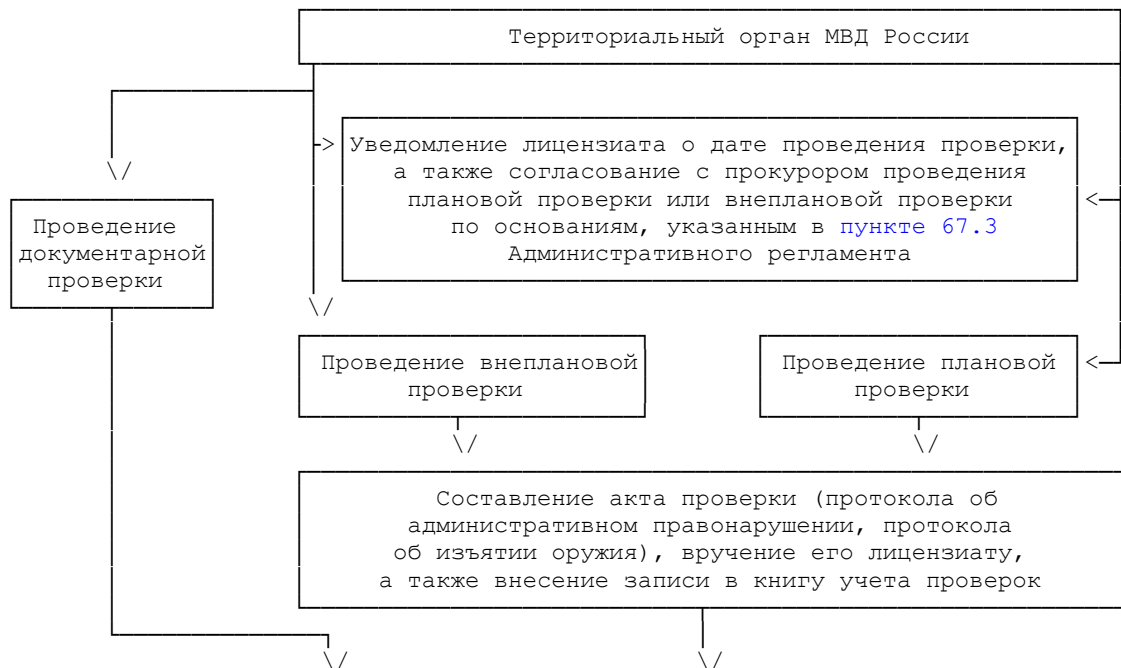 Территориальный орган МВД России
Уведомление лицензиата о дате проведения проверки,
а также согласование с прокурором проведения
плановой проверки или внеплановой проверки
по основаниям, указанным в пункте 67.3
Административного регламента
Проведение
документарной
проверки
Проведение внеплановой
проверки
Проведение плановой
проверки
Составление акта проверки (протокола об
административном правонарушении, протокола
об изъятии оружия), вручение его лицензиату,
а также внесение записи в книгу учета проверок